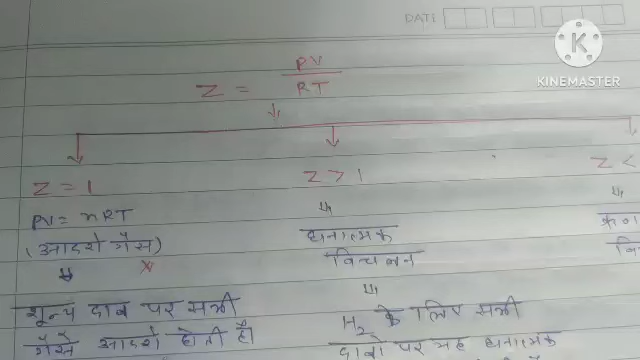 DATE
K
KINEMASTER
Z = PV / RT
Z = 1
Z > 1
Z <
PV = nRT
(आदर्श गैस)
धनात्मक
विचलन
शून्य दाब पर सभी
गैसें आदर्श होती हैं
H₂ के लिए सभी
दाबों पर यह धनात्मक